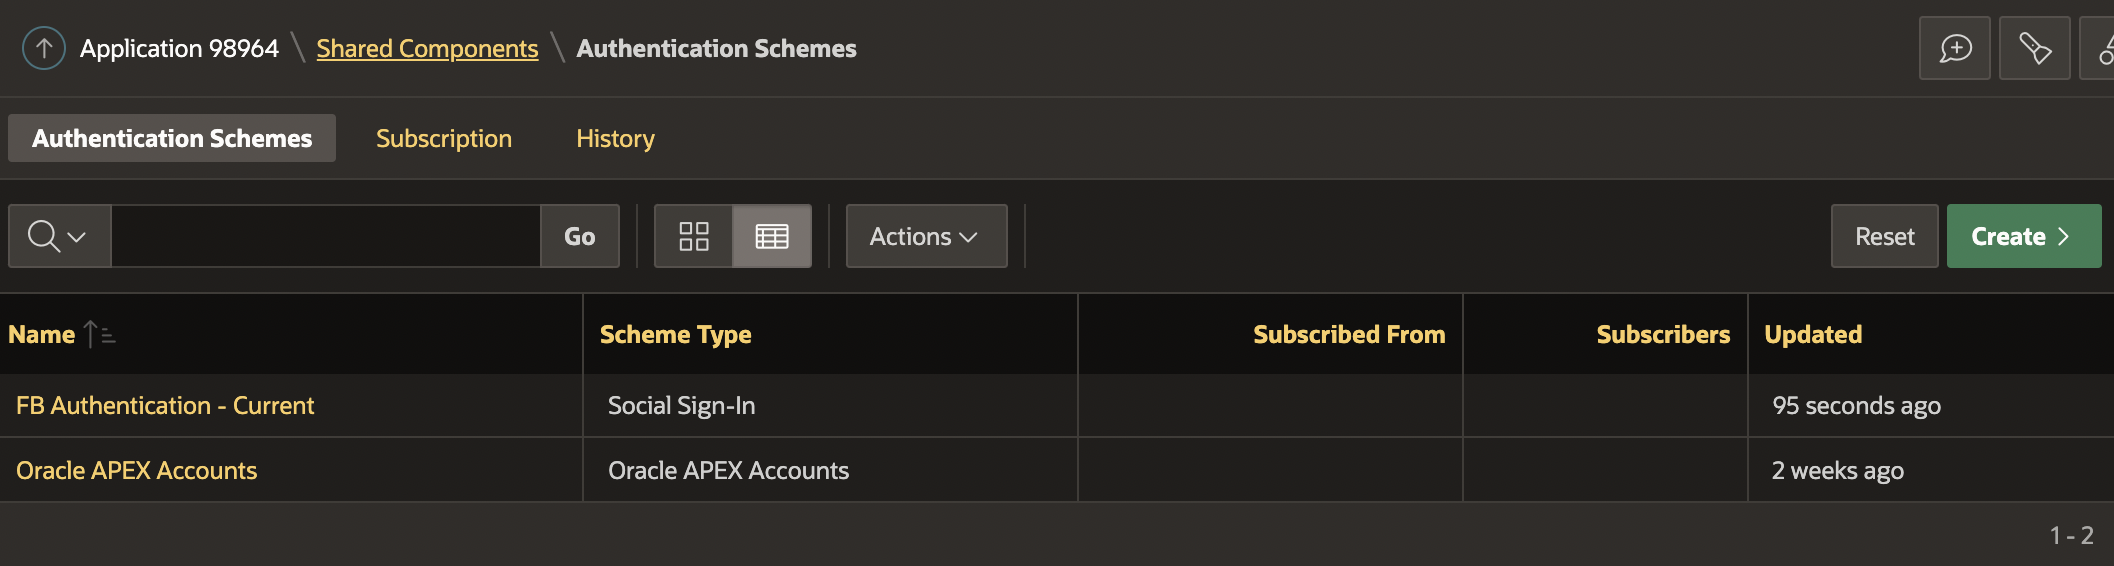 Application 98964 \ Shared Components \ Authentication Schemes
Authentication Schemes Subscription History
Go Actions Reset Create
Name Scheme Type Subscribed From Subscribers Updated
FB Authentication - Current Social Sign-In 95 seconds ago
Oracle APEX Accounts Oracle APEX Accounts 2 weeks ago
1 - 2